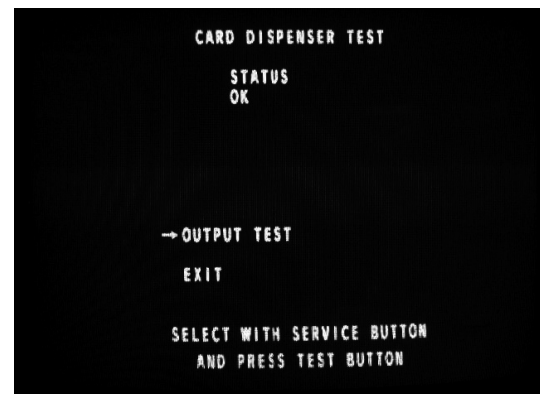 CARD DISPENSER TEST
STATUS
OK
→ OUTPUT TEST
EXIT
SELECT WITH SERVICE BUTTON
AND PRESS TEST BUTTON